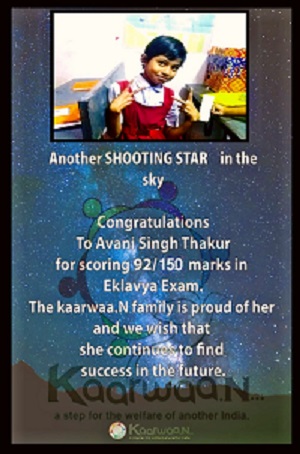 Another SHOOTING STAR in the
sky
Congratulations
To Avani Singh Thakur
for scoring 92/150 marks in
Eklavya Exam.
The kaarwaa.N family is proud of her
and we wish that
she continues to find
success in the future.
Kaarwaa.N...
a step for the welfare of another India.
Kaarwaa.N...